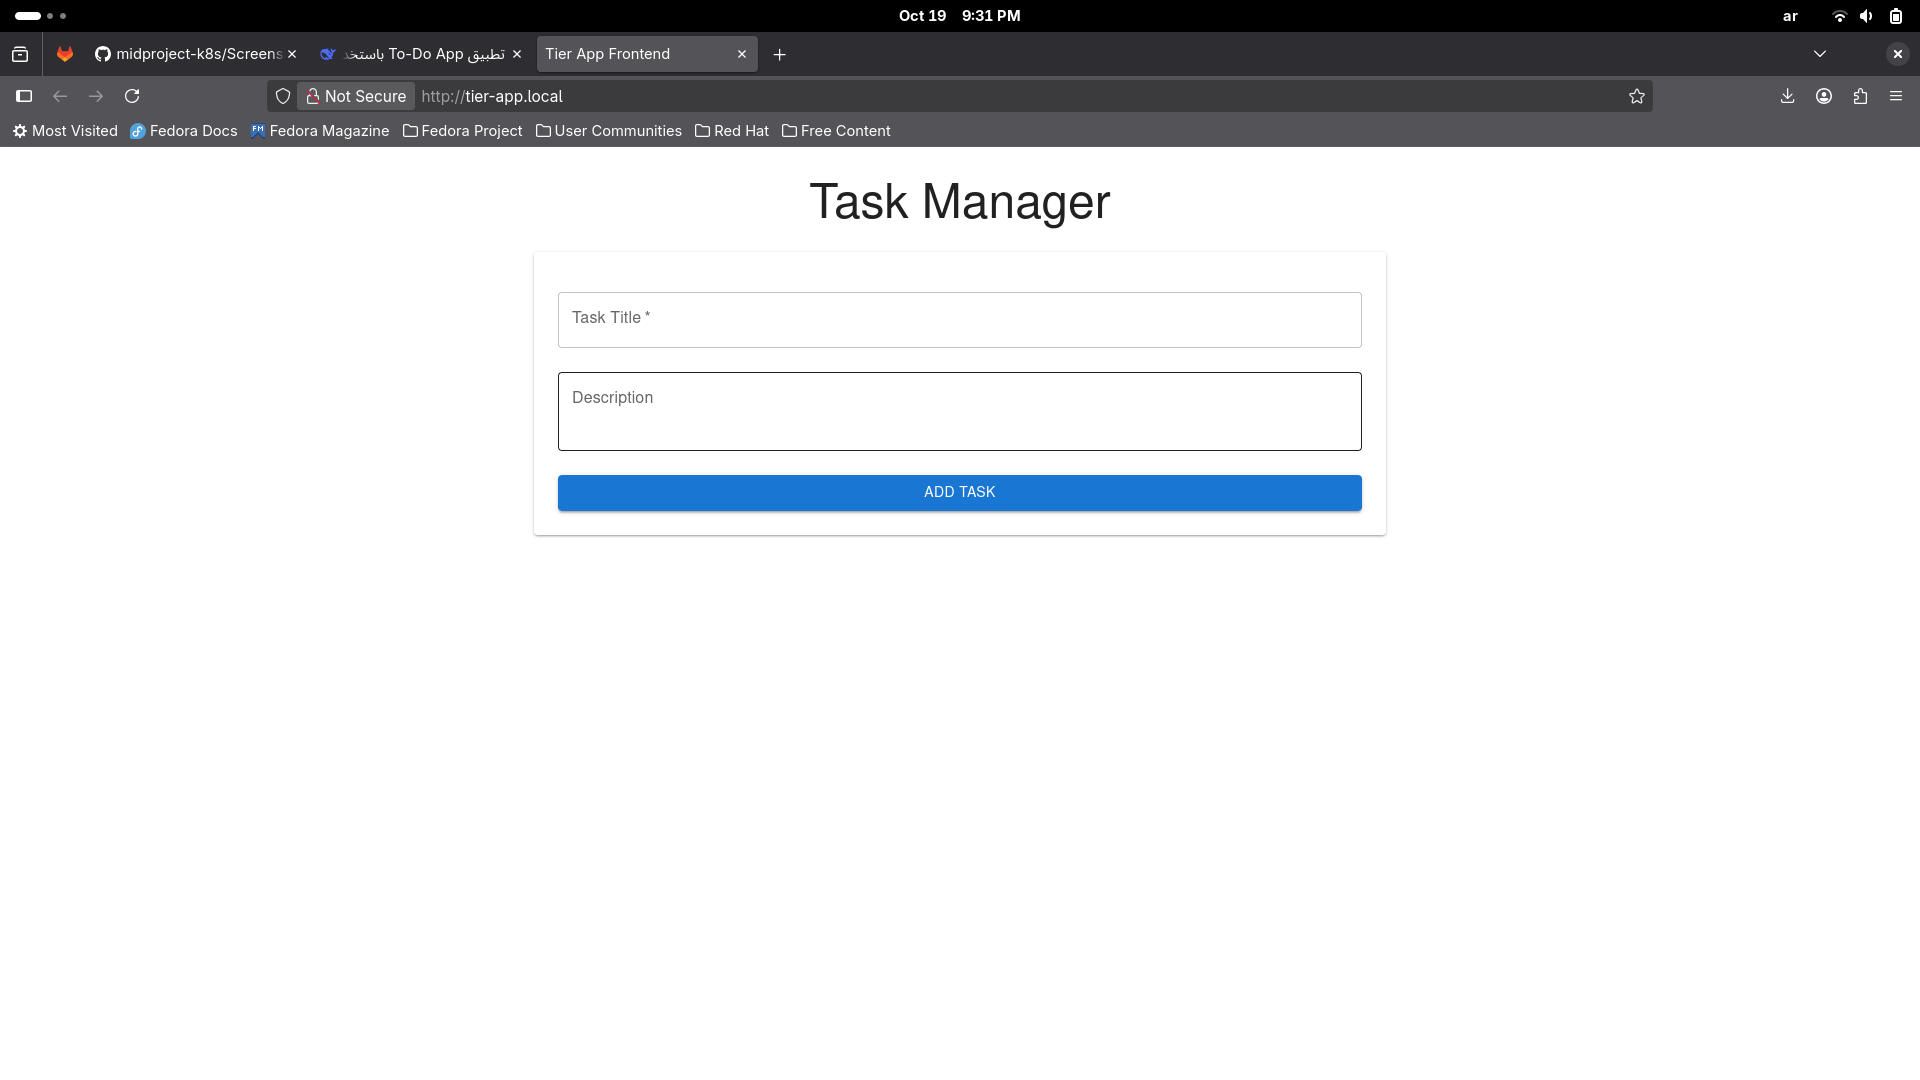 Oct 19 9:31 PM
ar
midproject-k8s/Screens
تطبيق To-Do App باستخد
Tier App Frontend
Not Secure
http://tier-app.local
Most Visited
Fedora Docs
FM Fedora Magazine
Fedora Project
User Communities
Red Hat
Free Content
Task Manager
Task Title *
Description
ADD TASK